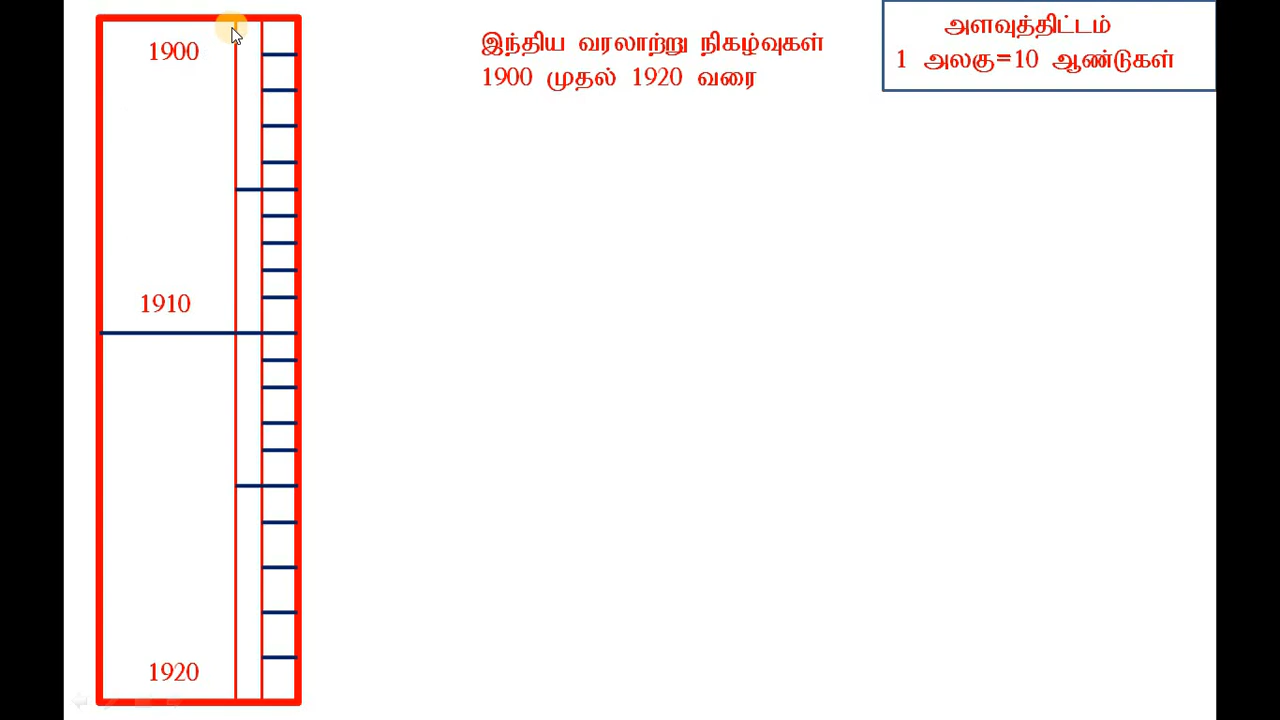 1900
1910
1920
இந்திய வரலாற்று நிகழ்வுகள்
1900 முதல் 1920 வரை
அளவுத்திட்டம்
1 அலகு=10 ஆண்டுகள்